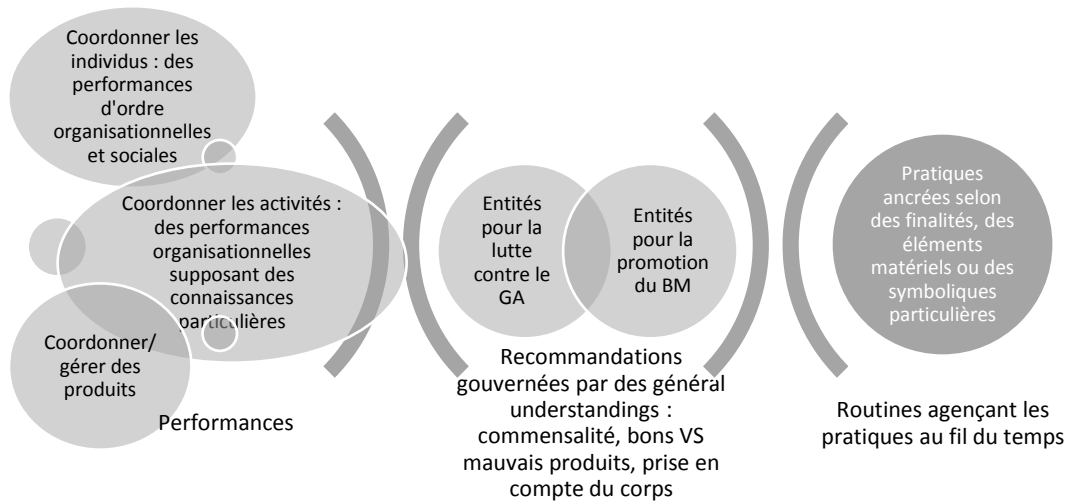 Coordonner les
individus : des
performances
d'ordre
organisationnelles
et sociales
Coordonner les activités :
des performances
organisationnelles
supposant des
connaissances
particulières
Coordonner/
gérer des
produits
Performances
Entités
pour la
lutte
contre le
GA
Entités
pour la
promotion
du BM
Recommandations
gouvernées par des général
understandings :
commensalité, bons VS
mauvais produits, prise en
compte du corps
Pratiques
ancrées selon
des finalités, des
éléments
matériels ou des
symboliques
particulières
Routines agençant les
pratiques au fil du temps